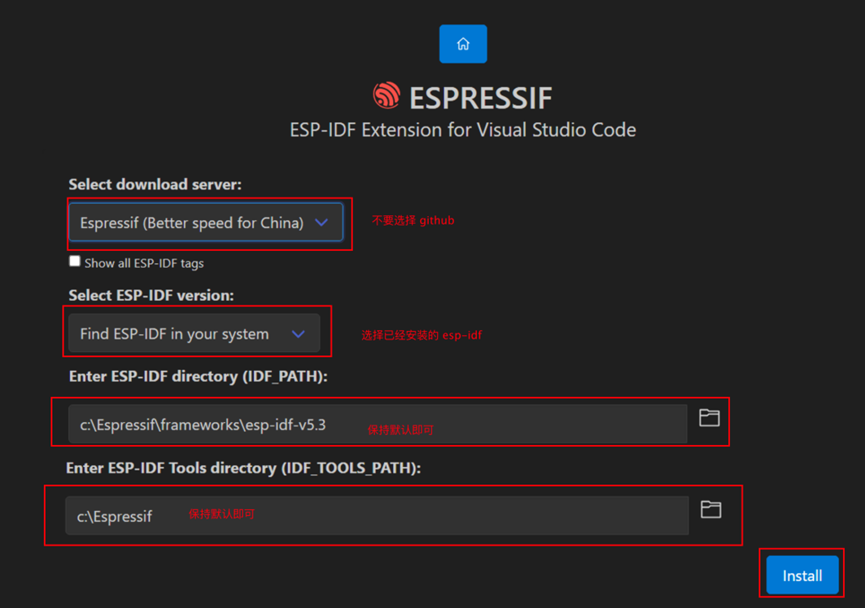 ESPRESSIF
ESP-IDF Extension for Visual Studio Code
Select download server:
Espressif (Better speed for China)
不要选择 github
Show all ESP-IDF tags
Select ESP-IDF version:
Find ESP-IDF in your system
选择已经安装的 esp-idf
Enter ESP-IDF directory (IDF_PATH):
c:\Espressif\frameworks\esp-idf-v5.3
保持默认即可
Enter ESP-IDF Tools directory (IDF_TOOLS_PATH):
c:\Espressif
保持默认即可
Install